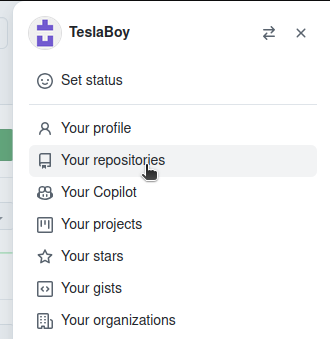 TeslaBoy
Set status
Your profile
Your repositories
Your Copilot
Your projects
Your stars
Your gists
Your organizations